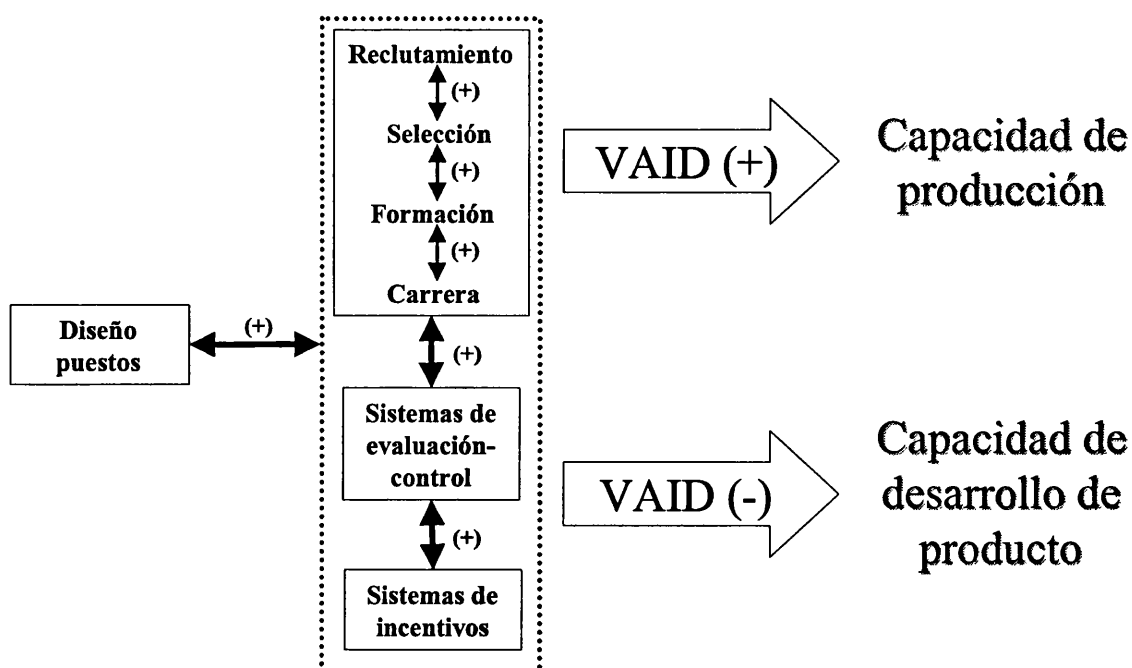 Reclutamiento
(+)
Selección
(+)
Formación
(+)
Carrera
Diseño
puestos
(+)
(+)
Sistemas de
evaluación-
control
(+)
Sistemas de
incentivos
VAID (+)
Capacidad de
producción
VAID (-)
Capacidad de
desarrollo de
producto